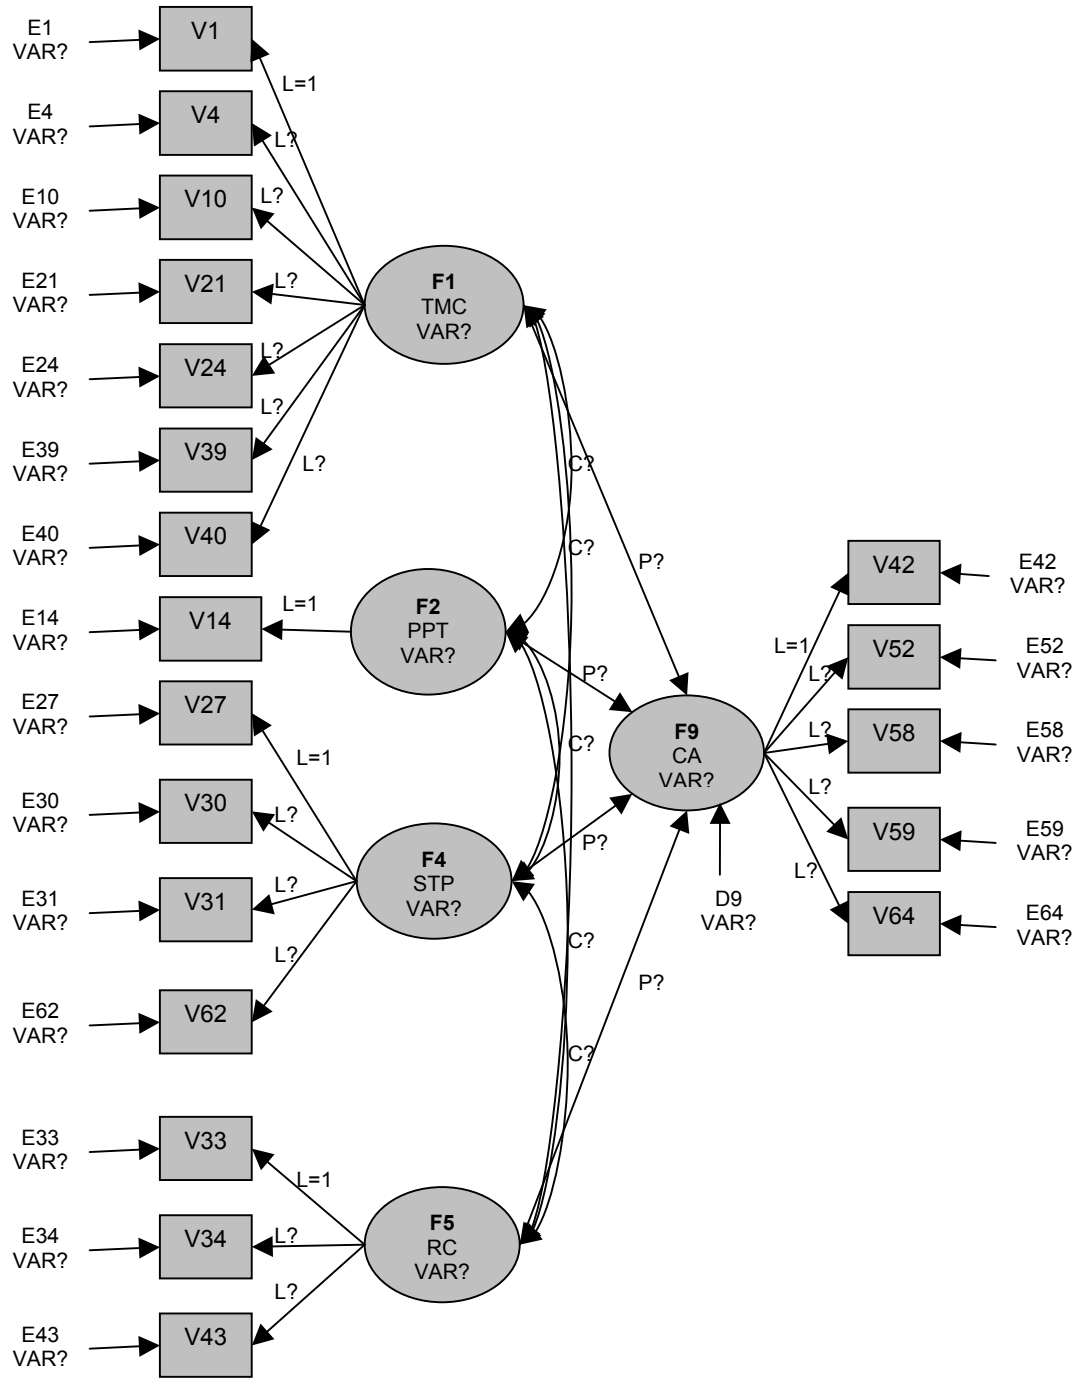 E1
VAR?
V1
L=1
E4
VAR?
V4
L?
E10
VAR?
V10
L?
E21
VAR?
V21
L?
E24
VAR?
V24
L?
E39
VAR?
V39
L?
E40
VAR?
V40
L?
F1
TMC
VAR?
E14
VAR?
V14
L=1
F2
PPT
VAR?
E27
VAR?
V27
L=1
E30
VAR?
V30
L?
E31
VAR?
V31
L?
E62
VAR?
V62
L?
F4
STP
VAR?
E33
VAR?
V33
L=1
E34
VAR?
V34
L?
E43
VAR?
V43
L?
F5
RC
VAR?
C?
C?
C?
C?
C?
P?
P?
P?
P?
F9
CA
VAR?
D9
VAR?
L=1
V42
E42
VAR?
L?
V52
E52
VAR?
L?
V58
E58
VAR?
L?
V59
E59
VAR?
L?
V64
E64
VAR?